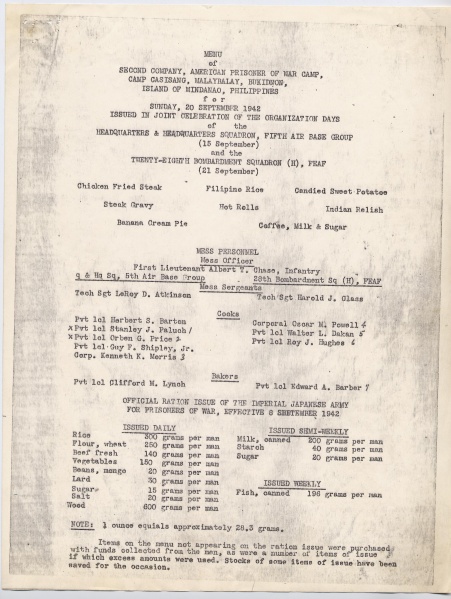 MENU
of
SECOND COMPANY, AMERICAN PRISONER OF WAR CAMP,
CAMP CASISANG, MALAYBALAY, BUKIDNON,
ISLAND OF MINDANAO, PHILIPPINES
for
SUNDAY, 20 SEPTEMBER 1942
ISSUED IN JOINT CELEBRATION OF THE ORGANIZATION DAYS
of the
HEADQUARTERS & HEADQUARTERS SQUADRON, FIFTH AIR BASE GROUP
(15 September)
and the
TWENTY-EIGHTH BOMBARDMENT SQUADRON (H), FEAF
(21 September)
Chicken Fried Steak Filipino Rice Candied Sweet Potatoe
Steak Gravy Hot Rolls Indian Relish
Banana Cream Pie Coffee, Milk & Sugar
MESS PERSONNEL
Mess Officer
First Lieutenant Albert T. Chase, Infantry
Q & Hq Sq, 5th Air Base Group 28th Bombardment Sq (H), FEAF
Mess Sergeants
Tech Sgt LeRoy D. Atkinson Tech Sgt Harold J. Glass
Cooks
Pvt 1cl Herbert S. Barton Corporal Oscar M. Powell 4
x Pvt 1cl Stanley J. Paluch 1 Pvt 1cl Walter L. Dakan 5
x Pvt 1cl Orben G. Price 2 Pvt 1cl Roy J. Hughes 6
Pvt 1cl Guy F. Shipley, Jr.
Corp. Kenneth K. Morris 3
Bakers
Pvt 1cl Clifford M. Lynch Pvt 1cl Edward A. Barber 7
OFFICIAL RATION ISSUE OF THE IMPERIAL JAPANESE ARMY
FOR PRISONERS OF WAR, EFFECTIVE 8 SEPTEMBER 1942
ISSUED DAILY ISSUED SEMI-WEEKLY
Rice 300 grams per man Milk, canned 200 grams per man
Flour, wheat 250 grams per man Starch 40 grams per man
Beef fresh 140 grams per man Sugar 20 grams per man
Vegetables 150 grams per man
Beans, mongo 20 grams per man
Lard 30 grams per man ISSUED WEEKLY
Sugar 15 grams per man Fish, canned 196 grams per man
Salt 20 grams per man
Wood 600 grams per man
NOTE: 1 ounce equials approximately 28.3 grams.
Items on the menu not appearing on the ration issue were purchased
with funds collected from the men, as were a number of items of issue
if which excess amounts were used. Stocks of some items of issue have been
saved for the occasion.